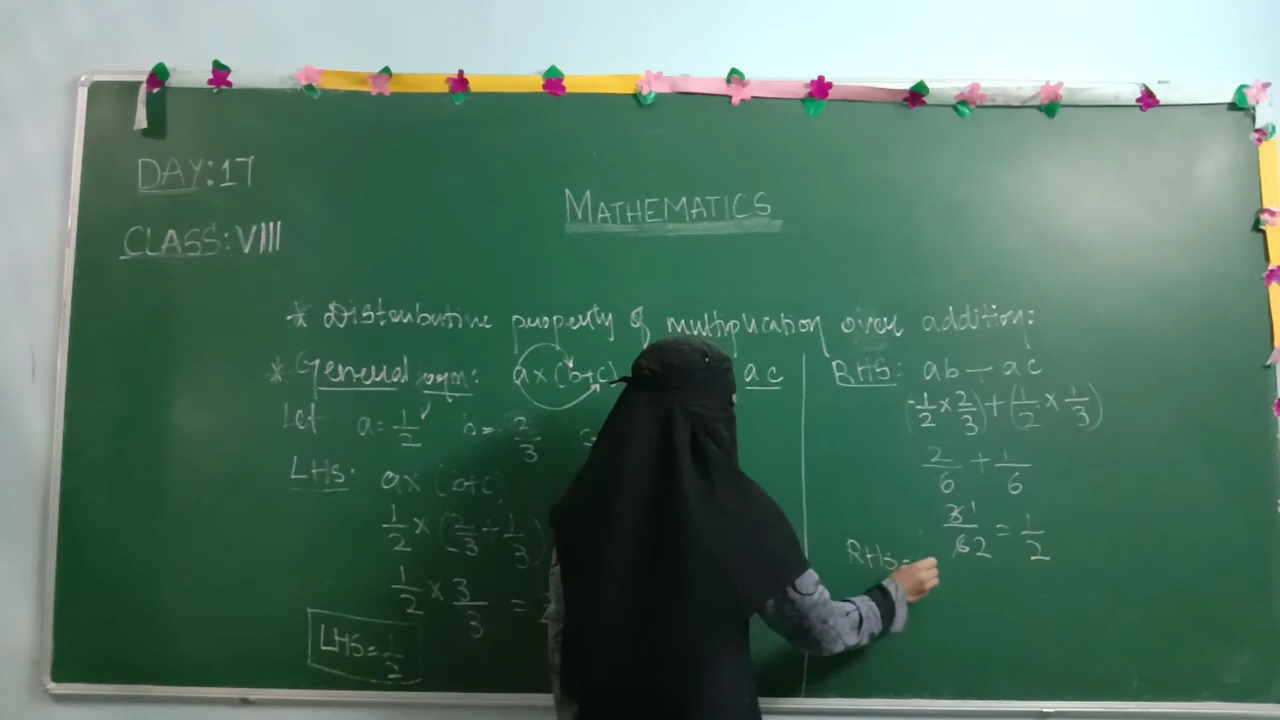 DAY:17
CLASS:VIII
MATHEMATICS
* Distributive property of multiplication over addition:
* General form: a×(b+c) ac
Let a=1/2, b=2/3 c
LHS: a×(b+c)
1/2 × (2/3 + 1/3)
1/2 × 3/3 =
LHS=1/2
RHS: ab + ac
(1/2 × 2/3) + (1/2 × 1/3)
2/6 + 1/6
3 1/6 2 = 1/2
RHS=